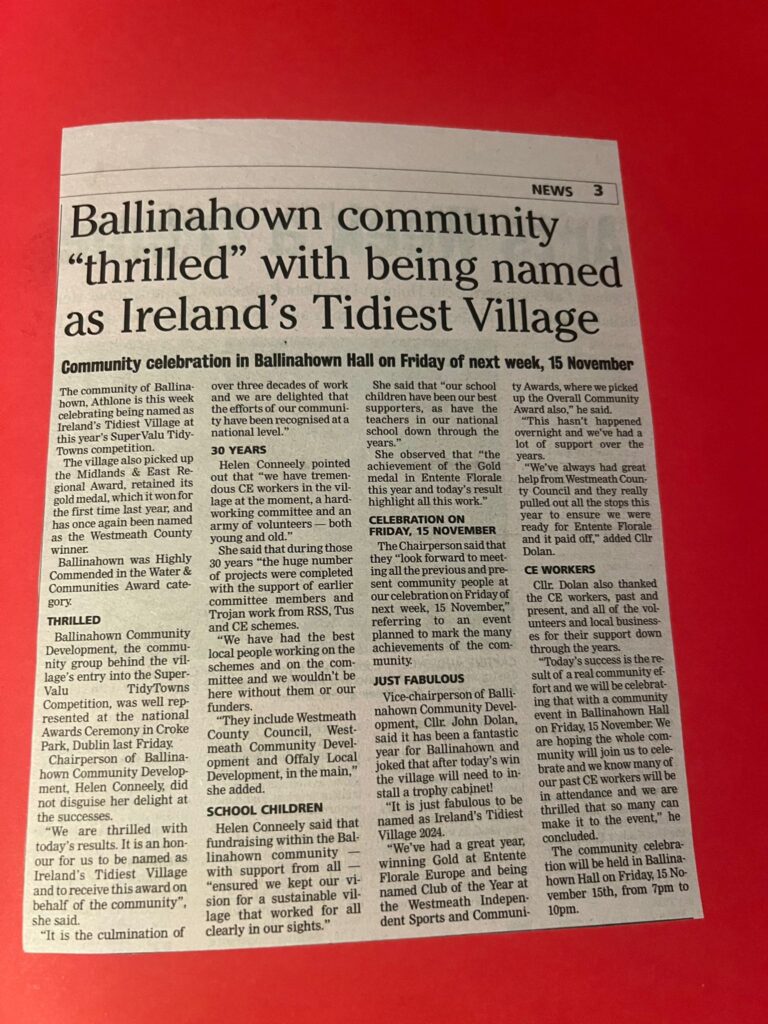 NEWS 3
Ballinahown community
“thrilled” with being named
as Ireland’s Tidiest Village
Community celebration in Ballinahown Hall on Friday of next week, 15 November
The community of Ballina-
hown, Athlone is this week
celebrating being named as
Ireland’s Tidiest Village at
this year’s SuperValu Tidy-
Towns competition.
The village also picked up
the Midlands & East Re-
gional Award, retained its
gold medal, which it won for
the first time last year, and
has once again been named
as the Westmeath County
winner.
Ballinahown was Highly
Commended in the Water &
Communities Award cate-
gory.
THRILLED
Ballinahown Community
Development, the commu-
nity group behind the vil-
lage’s entry into the Super-
Valu TidyTowns
Competition, was well rep-
resented at the national
Awards Ceremony in Croke
Park, Dublin last Friday.
Chairperson of Ballina-
hown Community Develop-
ment, Helen Conneely, did
not disguise her delight at
the successes.
“We are thrilled with
today’s results. It is an hon-
our for us to be named as
Ireland’s Tidiest Village
and to receive this award on
behalf of the community”,
she said.
“It is the culmination of
over three decades of work
and we are delighted that
the efforts of our commu-
nity have been recognised at a
national level.”
30 YEARS
Helen Conneely pointed
out that “we have tremen-
dous CE workers in the vil-
lage at the moment, a hard-
working committee and an
army of volunteers — both
young and old.”
She said that during those
30 years “the huge number
of projects were completed
with the support of earlier
committee members and
Trojan work from RSS, Tus
and CE schemes.
“We have had the best
local people working on the
schemes and on the com-
mittee and we wouldn’t be
here without them or our
funders.
“They include Westmeath
County Council, West-
meath Community Devel-
opment and Offaly Local
Development, in the main,”
she added.
SCHOOL CHILDREN
Helen Conneely said that
fundraising within the Bal-
linahown community —
with support from all —
“ensured we kept our vi-
sion for a sustainable vil-
lage that worked for all
clearly in our sights.”
She said that “our school
children have been our best
supporters, as have the
teachers in our national
school down through the
years.”
She observed that “the
achievement of the Gold
medal in Entente Florale
this year and today’s result
highlight all this work.”
CELEBRATION ON
FRIDAY, 15 NOVEMBER
The Chairperson said that
they “look forward to meet-
ing all the previous and pre-
sent community people at
our celebration on Friday of
next week, 15 November,”
referring to an event
planned to mark the many
achievements of the com-
munity.
JUST FABULOUS
Vice-chairperson of Balli-
nahown Community Devel-
opment, Cllr. John Dolan,
said it has been a fantastic
year for Ballinahown and
joked that after today’s win
the village will need to in-
stall a trophy cabinet!
“It is just fabulous to be
named as Ireland’s Tidiest
Village 2024.
“We’ve had a great year,
winning Gold at Entente
Florale Europe and being
named Club of the Year at
the Westmeath Indepen-
dent Sports and Communi-
ty Awards, where we picked
up the Overall Community
Award also,” he said.
“This hasn’t happened
overnight and we’ve had a
lot of support over the
years.
“We’ve always had great
help from Westmeath Coun-
ty Council and they really
pulled out all the stops this
year to ensure we were
ready for Entente Florale
and it paid off,” added Cllr
Dolan.
CE WORKERS
Cllr. Dolan also thanked
the CE workers, past and
present, and all of the vol-
unteers and local business-
es for their support down
through the years.
“Today’s success is the re-
sult of a real community ef-
fort and we will be celebrat-
ing that with a community
event in Ballinahown Hall
on Friday, 15 November. We
are hoping the whole com-
munity will join us to cele-
brate and we know many of
our past CE workers will be
in attendance and we are
thrilled that so many can
make it to the event,” he
concluded.
The community celebra-
tion will be held in Ballina-
hown Hall on Friday, 15 No-
vember 15th, from 7pm to
10pm.